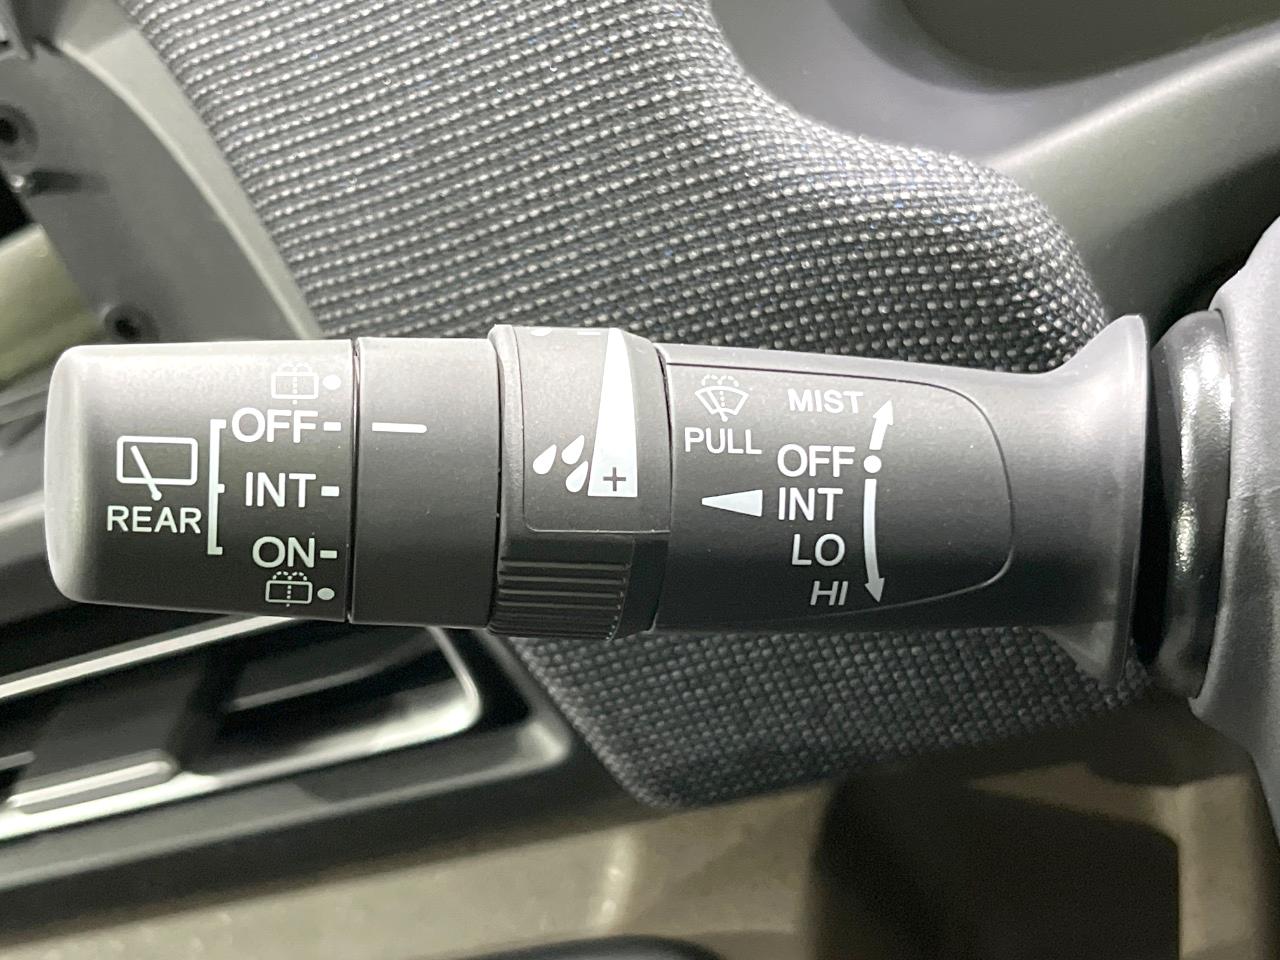 OFF
INT
REAR
ON
+
PULL
MIST
OFF
INT
LO
HI